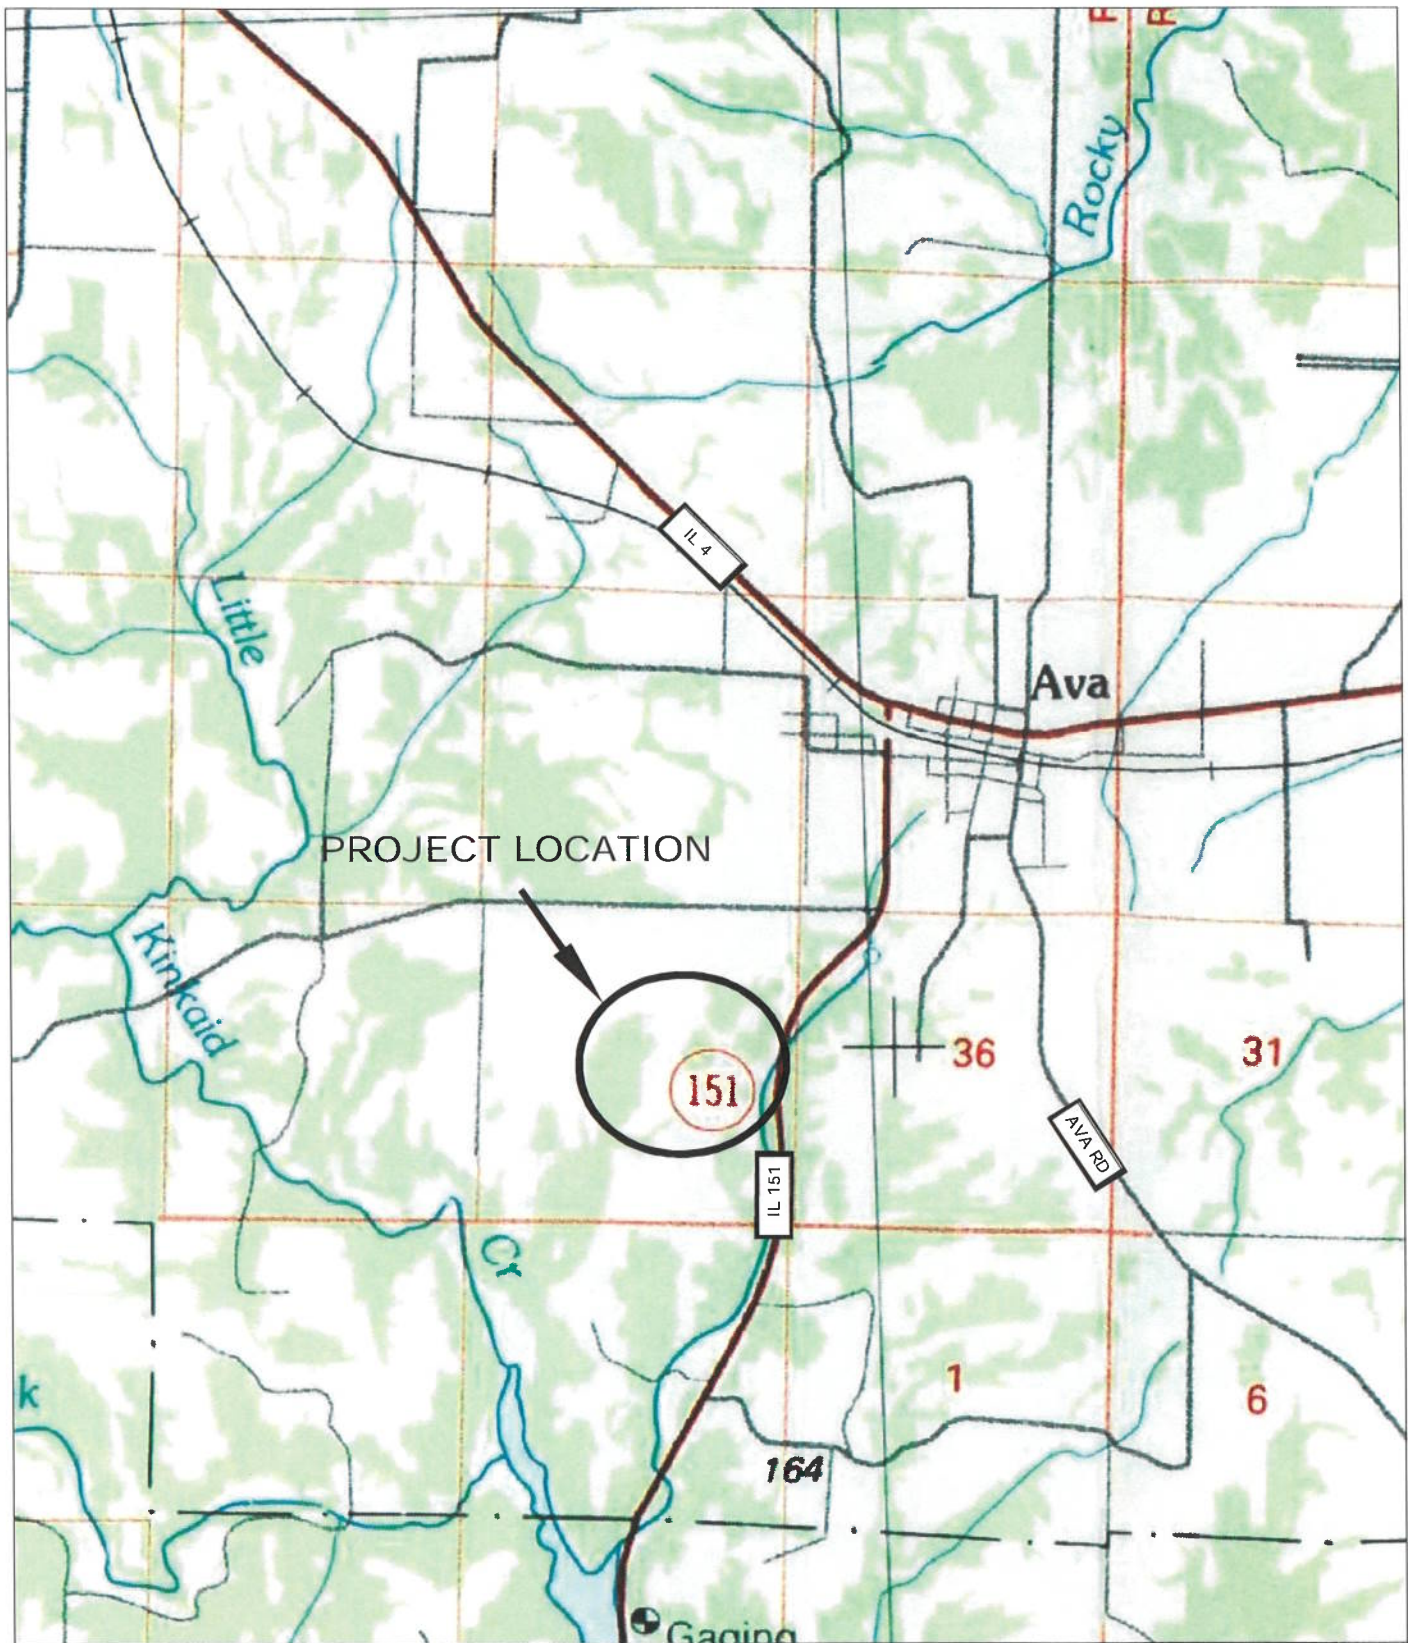 R
R
Rocky
IL 4
Little
Ava
PROJECT LOCATION
Kinkaid
36
31
151
AVA RD
IL 151
Cr
1
6
k
164
Gaging